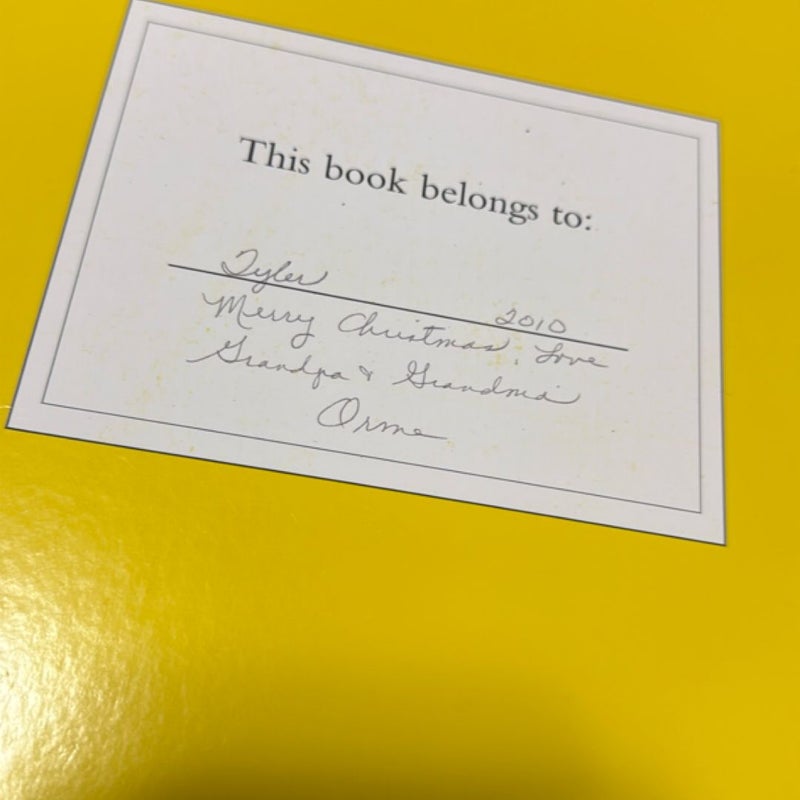 This book belongs to:
Tyler 2010
Merry Christmas, Love
Grandpa & Grandma
Orme